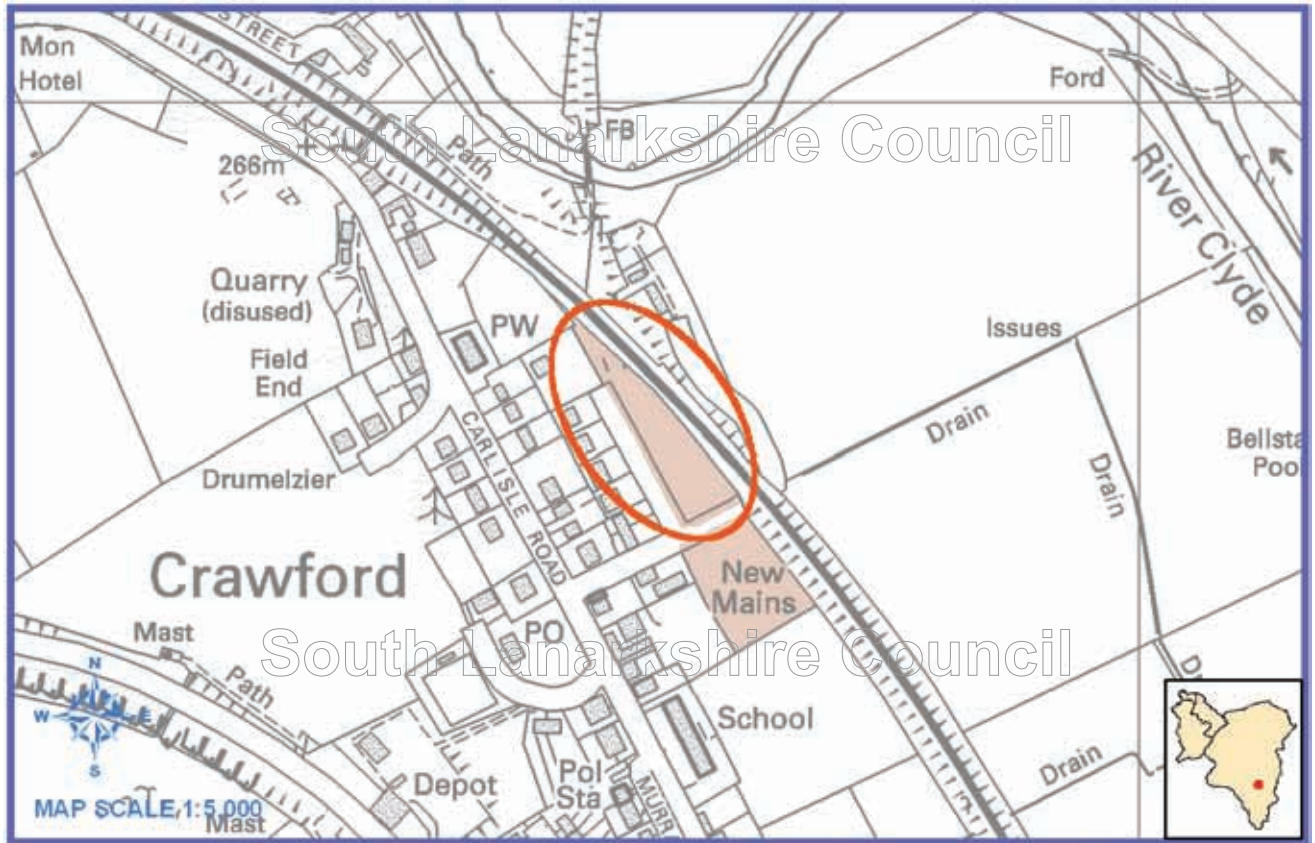 STREET
Mon
Hotel
Ford
South Lanarkshire Council
FB
Path
266m
River Clyde
Quarry
(disused)
PW
Issues
Field
End
CARLISLE ROAD
Drain
Drumelzier
Drain
Crawford
New
Mains
Mast
PO
South Lanarkshire Council
Path
N
W
E
S
School
Drain
Depot
Pol
Sta
MAP SCALE 1:5,000
Mast